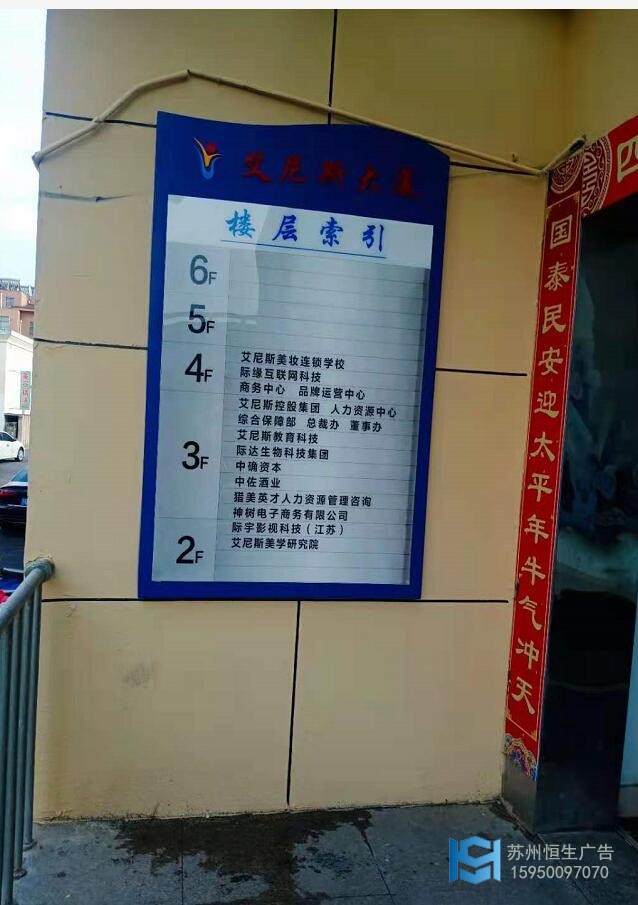 艾尼斯大厦
楼层索引
6F
5F
4F
艾尼斯美妆连锁学校
际缘互联网科技
商务中心 品牌运营中心
艾尼斯控股集团 人力资源中心
综合保障部 总裁办 董事办
3F
艾尼斯教育科技
际达生物科技集团
中确资本
中佐酒业
猎美英才人力资源管理咨询
神树电子商务有限公司
际宇影视科技（江苏）
2F
艾尼斯美学研究院
四
国泰民安迎太平年牛气冲天
苏州恒生广告
15950097070